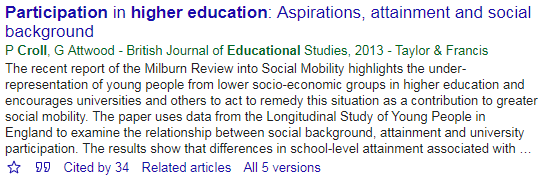 Participation in higher education: Aspirations, attainment and social
background
P Croll, G Attwood - British Journal of Educational Studies, 2013 - Taylor & Francis
The recent report of the Milburn Review into Social Mobility highlights the under-
representation of young people from lower socio-economic groups in higher education and
encourages universities and others to act to remedy this situation as a contribution to greater
social mobility. The paper uses data from the Longitudinal Study of Young People in
England to examine the relationship between social background, attainment and university
participation. The results show that differences in school-level attainment associated with …
Cited by 34 Related articles All 5 versions